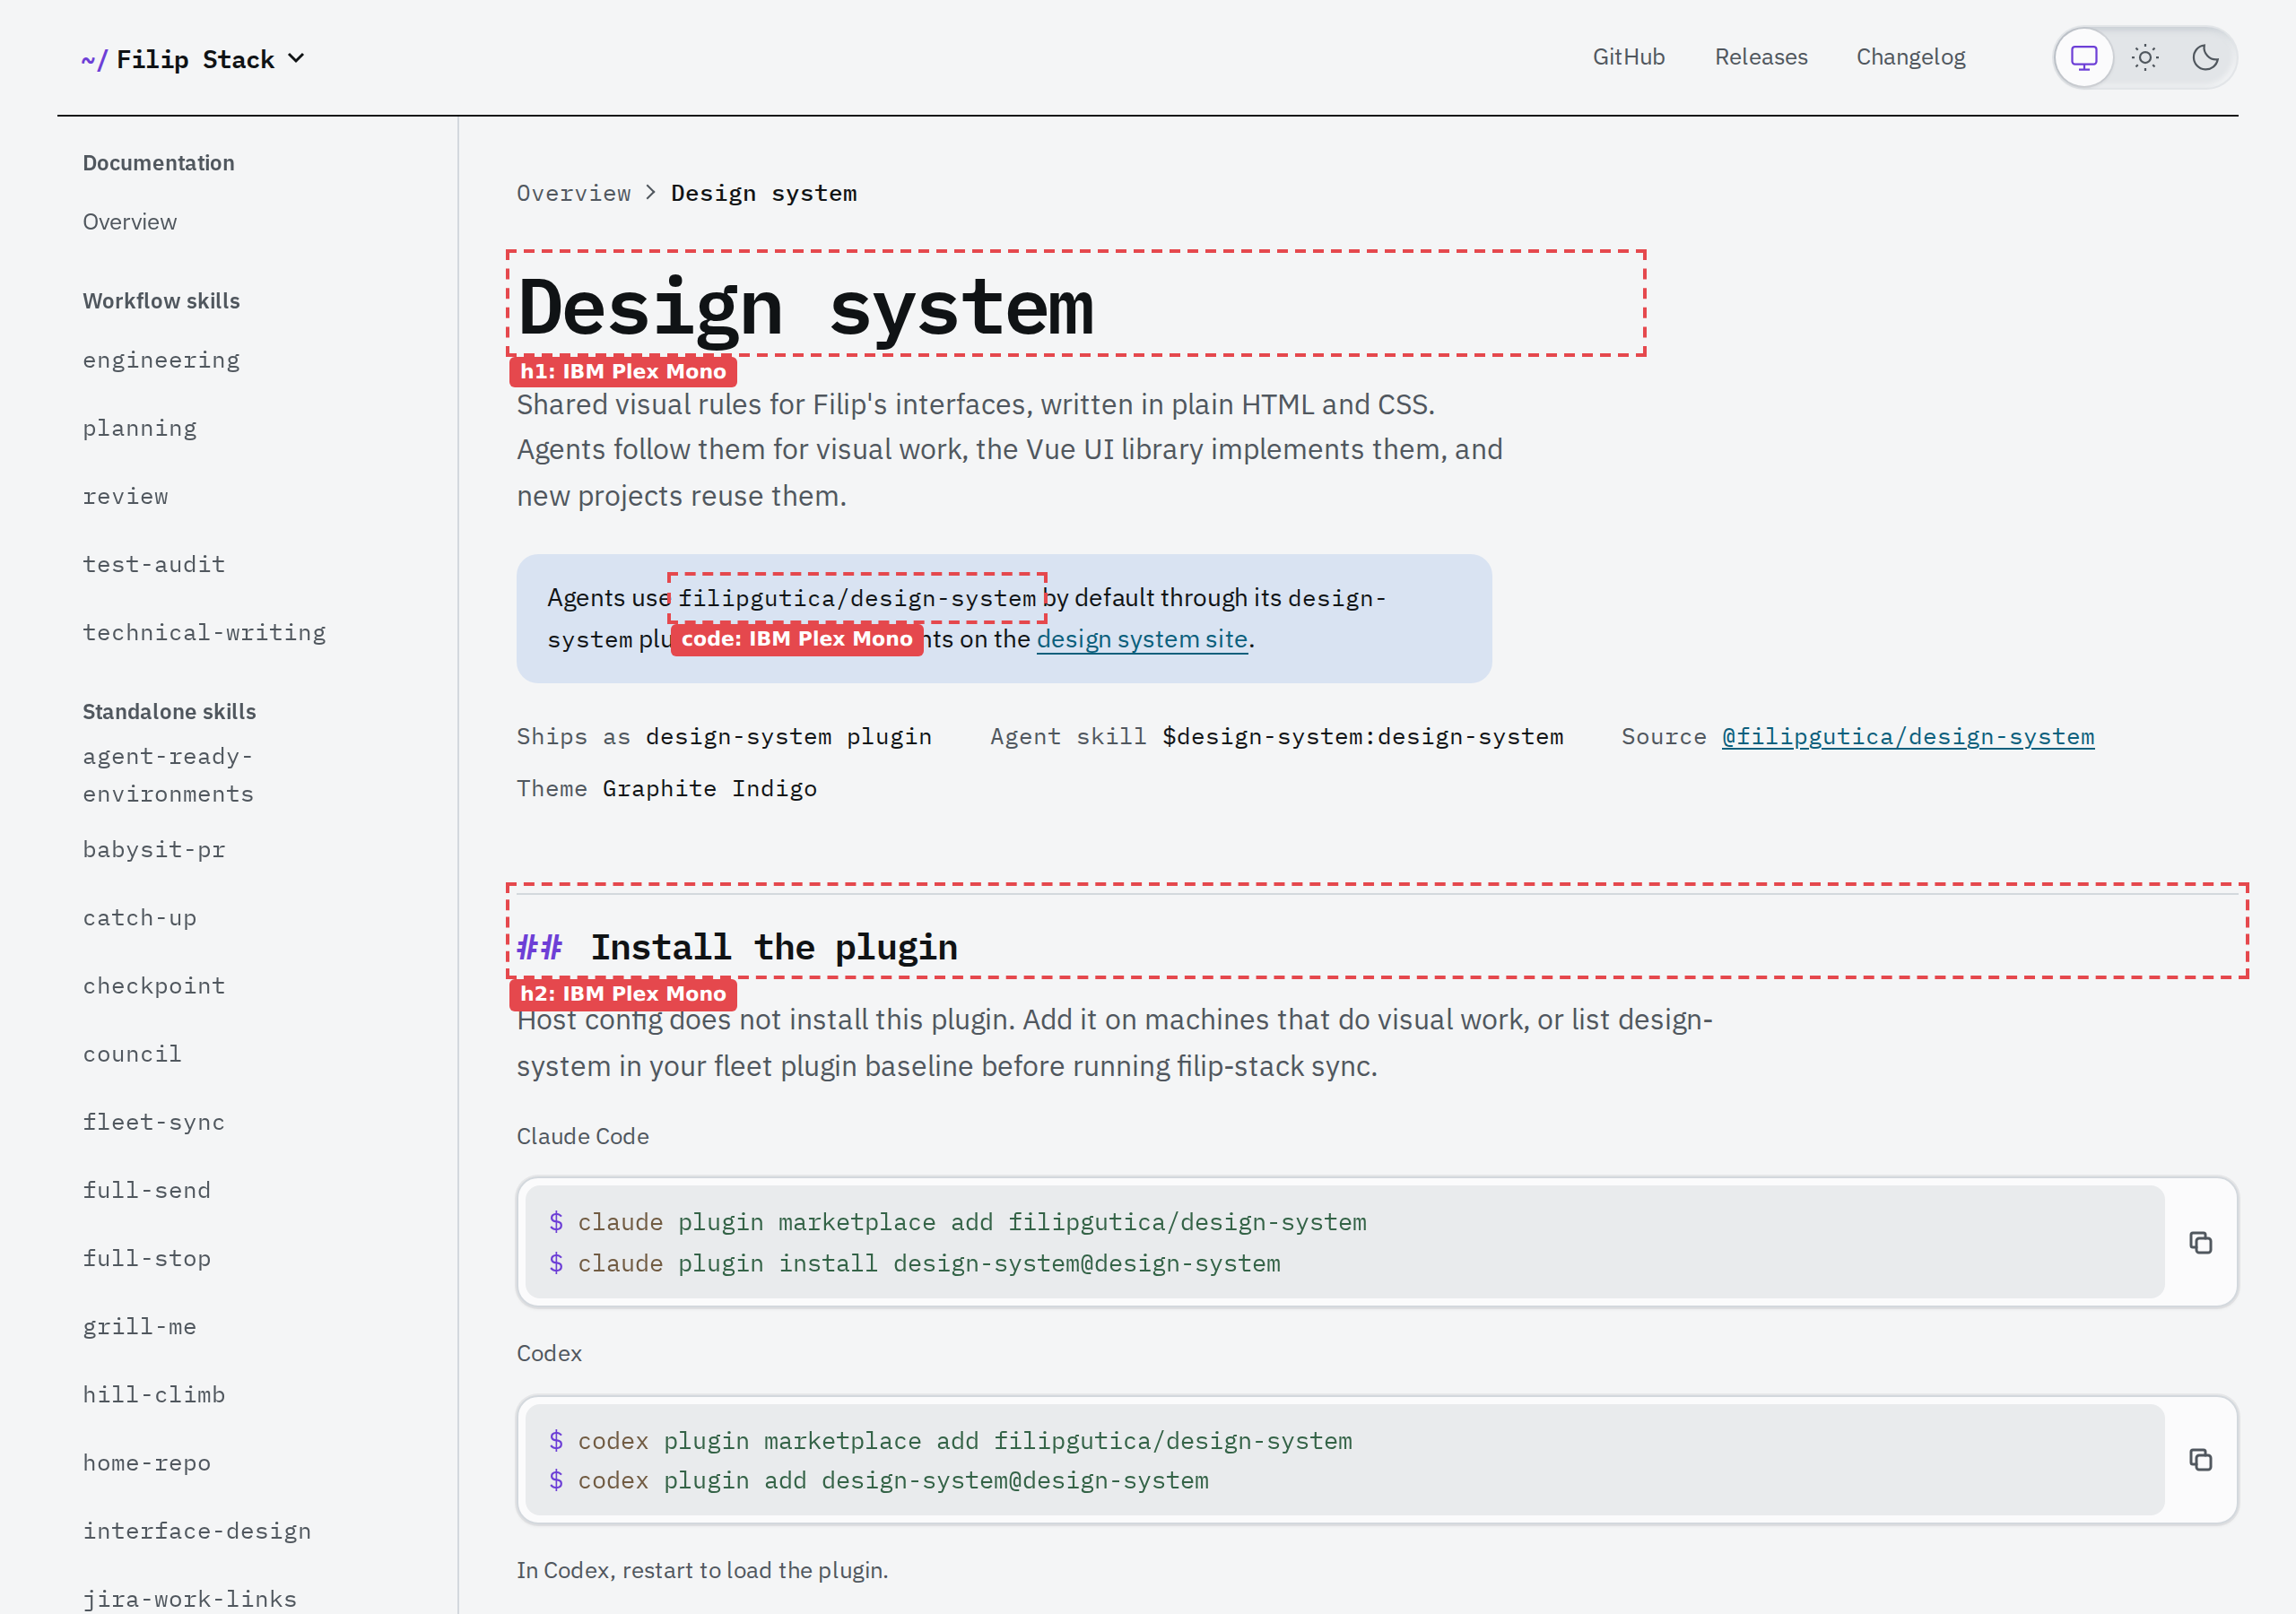 ~/ Filip Stack
GitHub Releases Changelog
Documentation
Overview
Workflow skills
engineering
planning
review
test-audit
technical-writing
Standalone skills
agent-ready-
environments
babysit-pr
catch-up
checkpoint
council
fleet-sync
full-send
full-stop
grill-me
hill-climb
home-repo
interface-design
jira-work-links
Overview > Design system
Design system
h1: IBM Plex Mono
Shared visual rules for Filip's interfaces, written in plain HTML and CSS.
Agents follow them for visual work, the Vue UI library implements them, and
new projects reuse them.
Agents use filipgutica/design-system by default through its design-
system plu
code: IBM Plex Mono
nts on the design system site.
Ships as design-system plugin Agent skill $design-system:design-system Source @filipgutica/design-system
Theme Graphite Indigo
## Install the plugin
h2: IBM Plex Mono
Host config does not install this plugin. Add it on machines that do visual work, or list design-
system in your fleet plugin baseline before running filip-stack sync.
Claude Code
$ claude plugin marketplace add filipgutica/design-system
$ claude plugin install design-system@design-system
Codex
$ codex plugin marketplace add filipgutica/design-system
$ codex plugin add design-system@design-system
In Codex, restart to load the plugin.